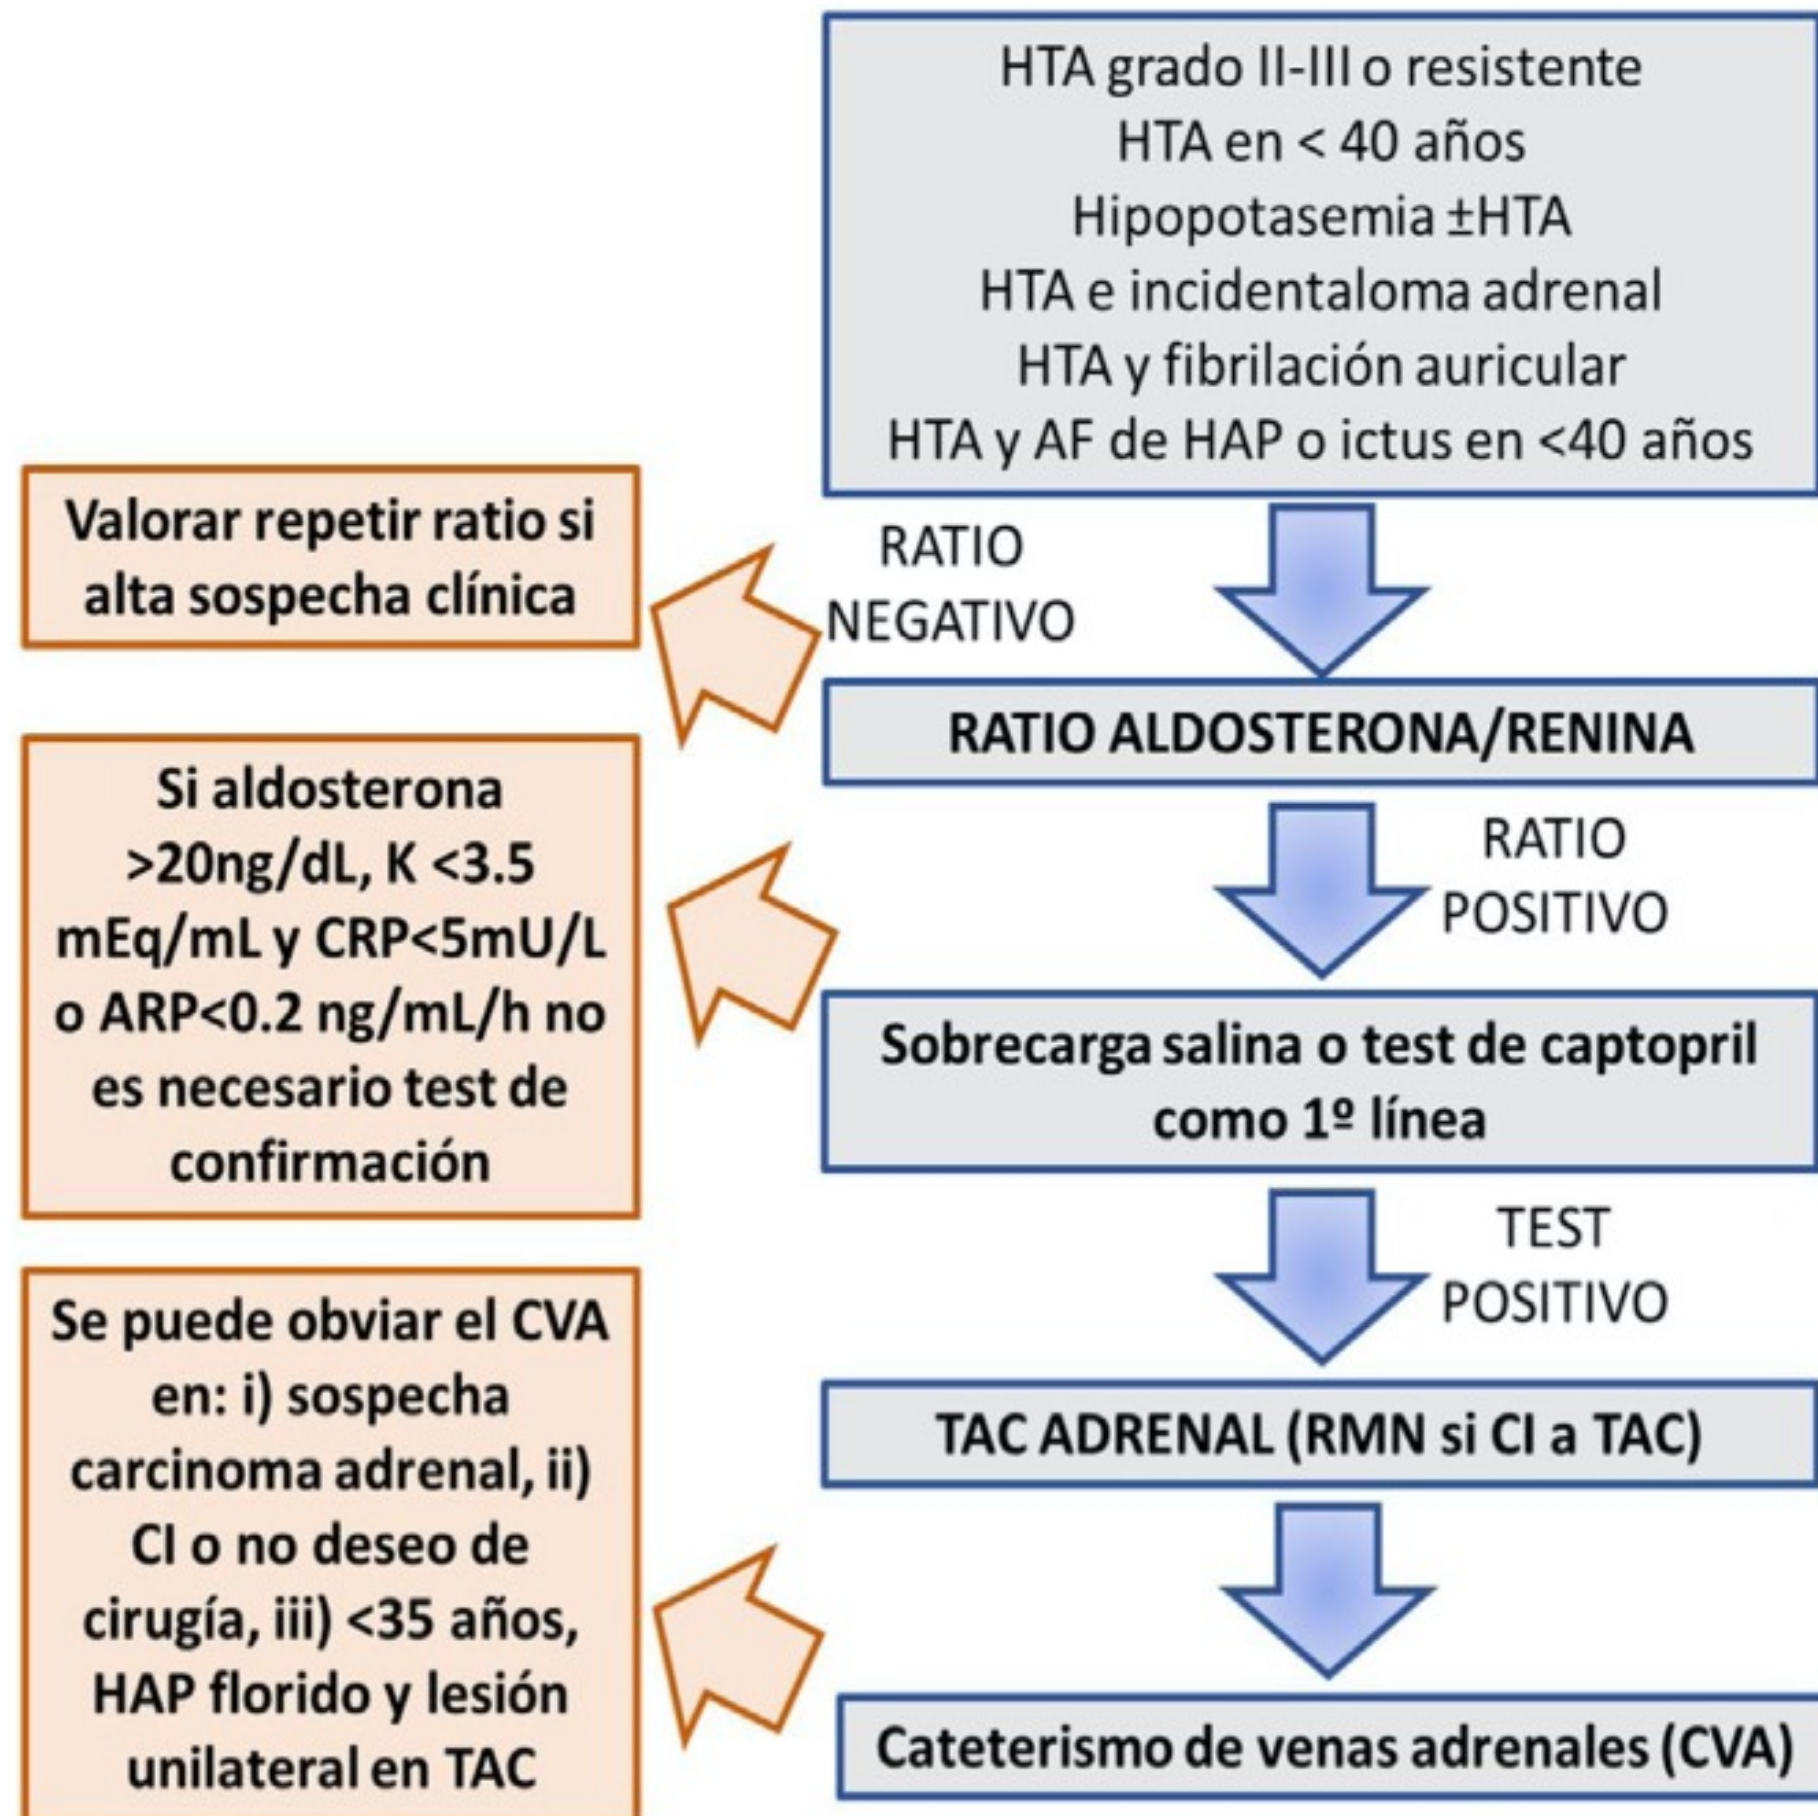 HTA grado II-III o resistente
HTA en < 40 años
Hipopotasemia ±HTA
HTA e incidentaloma adrenal
HTA y fibrilación auricular
HTA y AF de HAP o ictus en <40 años
RATIO
NEGATIVO
Valorar repetir ratio si
alta sospecha clínica
RATIO ALDOSTERONA/RENINA
RATIO
POSITIVO
Si aldosterona
>20ng/dL, K <3.5
mEq/mL y CRP<5mU/L
o ARP<0.2 ng/mL/h no
es necesario test de
confirmación
Sobrecarga salina o test de captopril
como 1º línea
TEST
POSITIVO
TAC ADRENAL (RMN si CI a TAC)
Se puede obviar el CVA
en: i) sospecha
carcinoma adrenal, ii)
CI o no deseo de
cirugía, iii) <35 años,
HAP florido y lesión
unilateral en TAC
Cateterismo de venas adrenales (CVA)